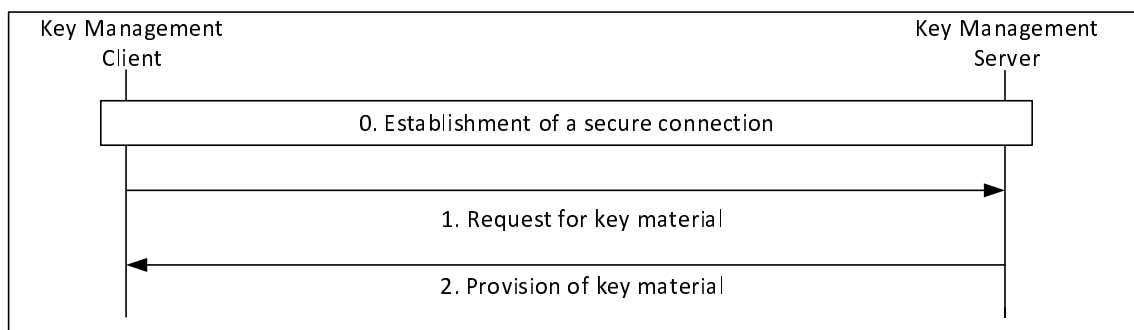 Key Management
Client
Key Management
Server
0. Establishment of a secure connection
1. Request for key material
2. Provision of key material